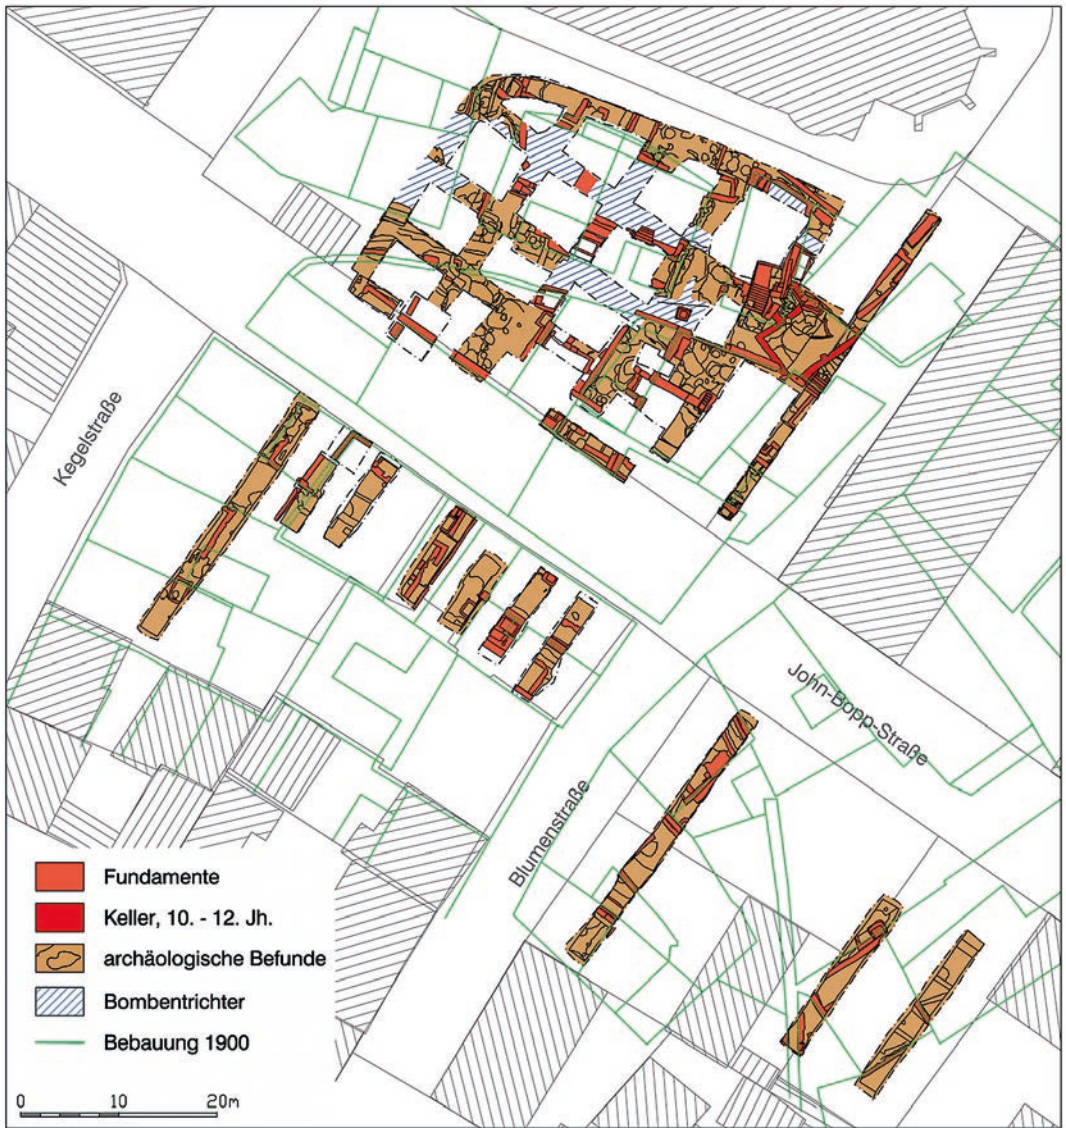 Kegelstraße
John-Bopp-Straße
Blumenstraße
Fundamente
Keller, 10. - 12. Jh.
archäologische Befunde
Bombentrichter
Bebauung 1900
0 10 20m